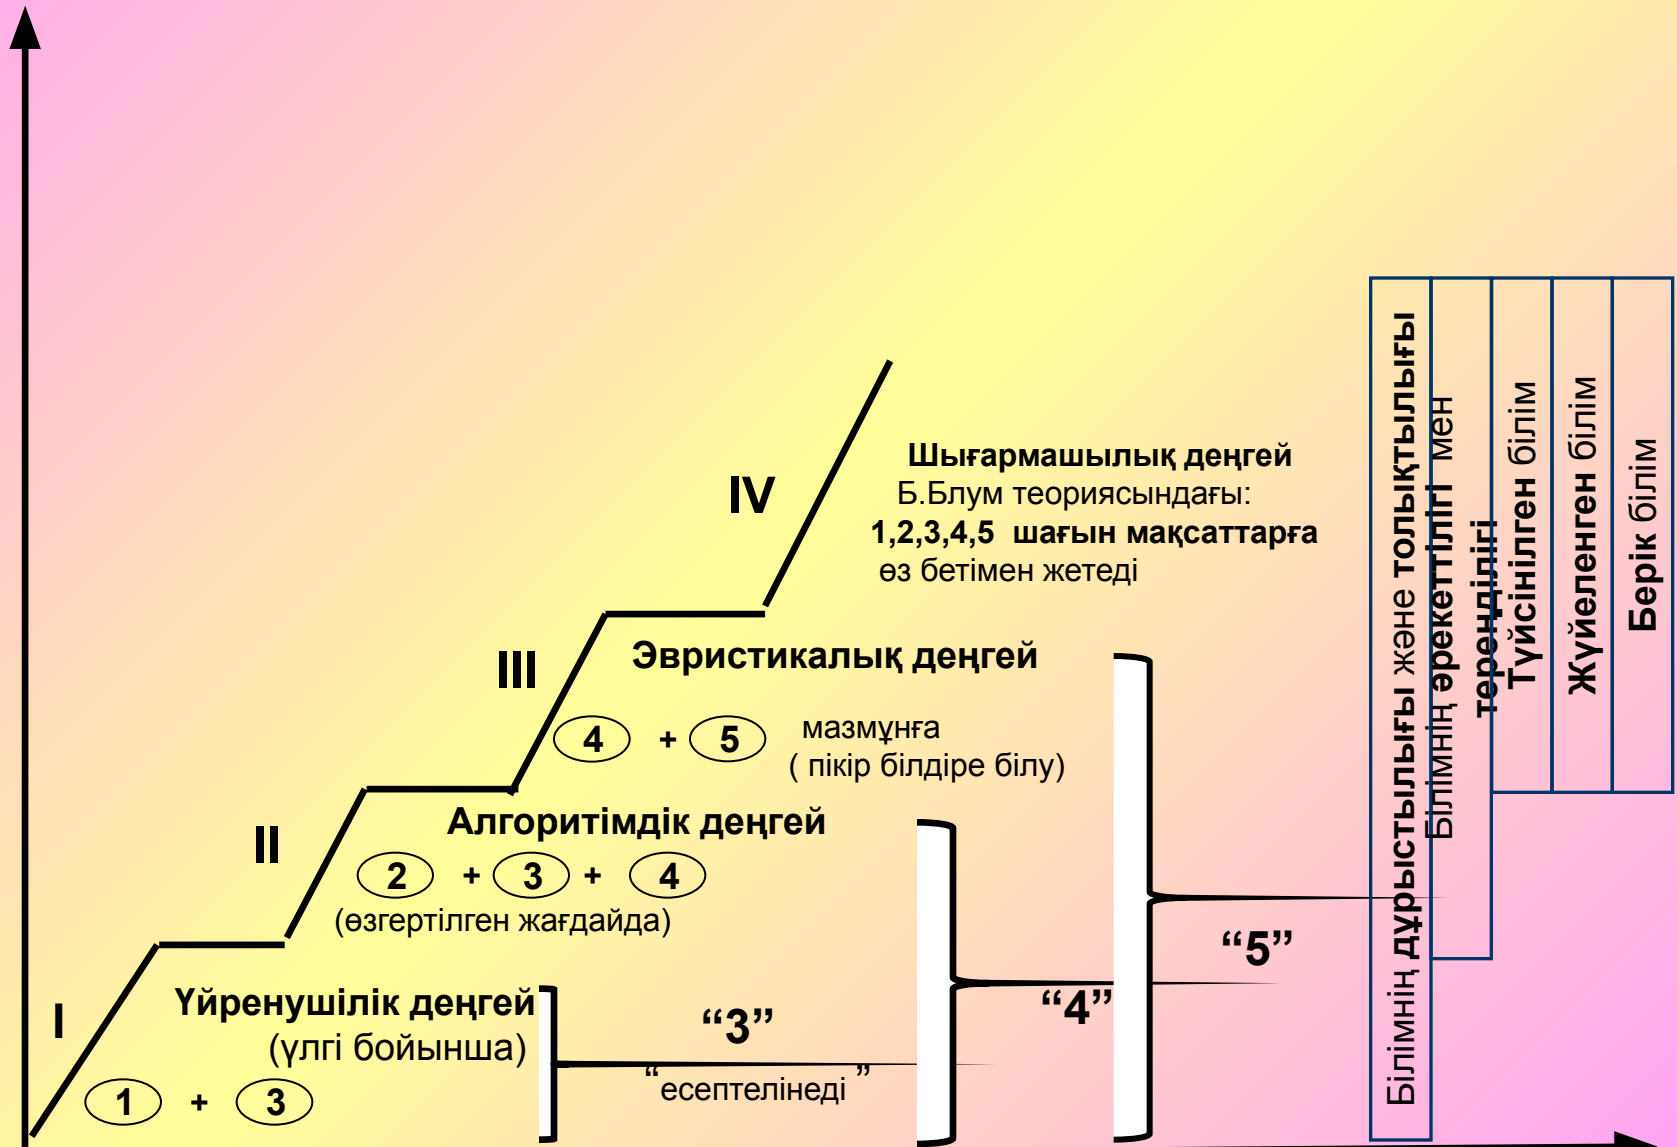 Шығармашылық деңгей
Б.Блум теориясындағы:
1,2,3,4,5 шағын мақсаттарға
өз бетімен жетеді
IV
III
Эвристикалық деңгей
4 + 5 мазмұнға
( пікір білдіре білу)
II
Алгоритімдік деңгей
2 + 3 + 4
(өзгертілген жағдайда)
I
Үйренушілік деңгей
(үлгі бойынша)
1 + 3
“3”
“есептелінеді ”
“4”
“5”
Білімнің дұрыстылығы және толықтылығы
Білімнің әрекеттілігі мен
тереңділігі
Түйсінілген білім
Жүйеленген білім
Берік білім